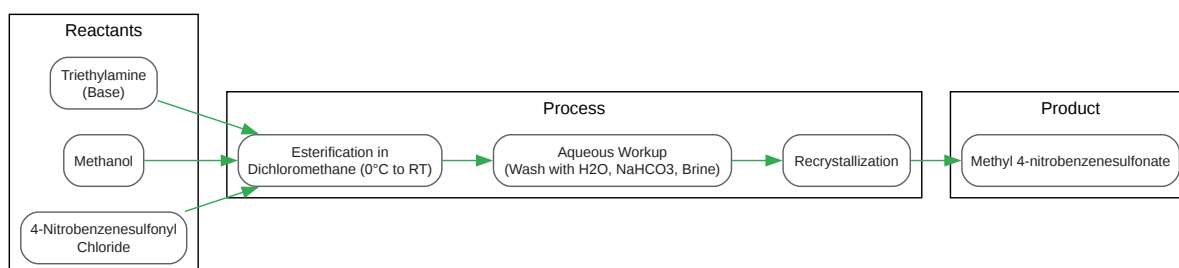 Reactants
Triethylamine
(Base)
Methanol
4-Nitrobenzenesulfonyl
Chloride
Process
Esterification in
Dichloromethane (0°C to RT)
Aqueous Workup
(Wash with H2O, NaHCO3, Brine)
Recrystallization
Product
Methyl 4-nitrobenzenesulfonate